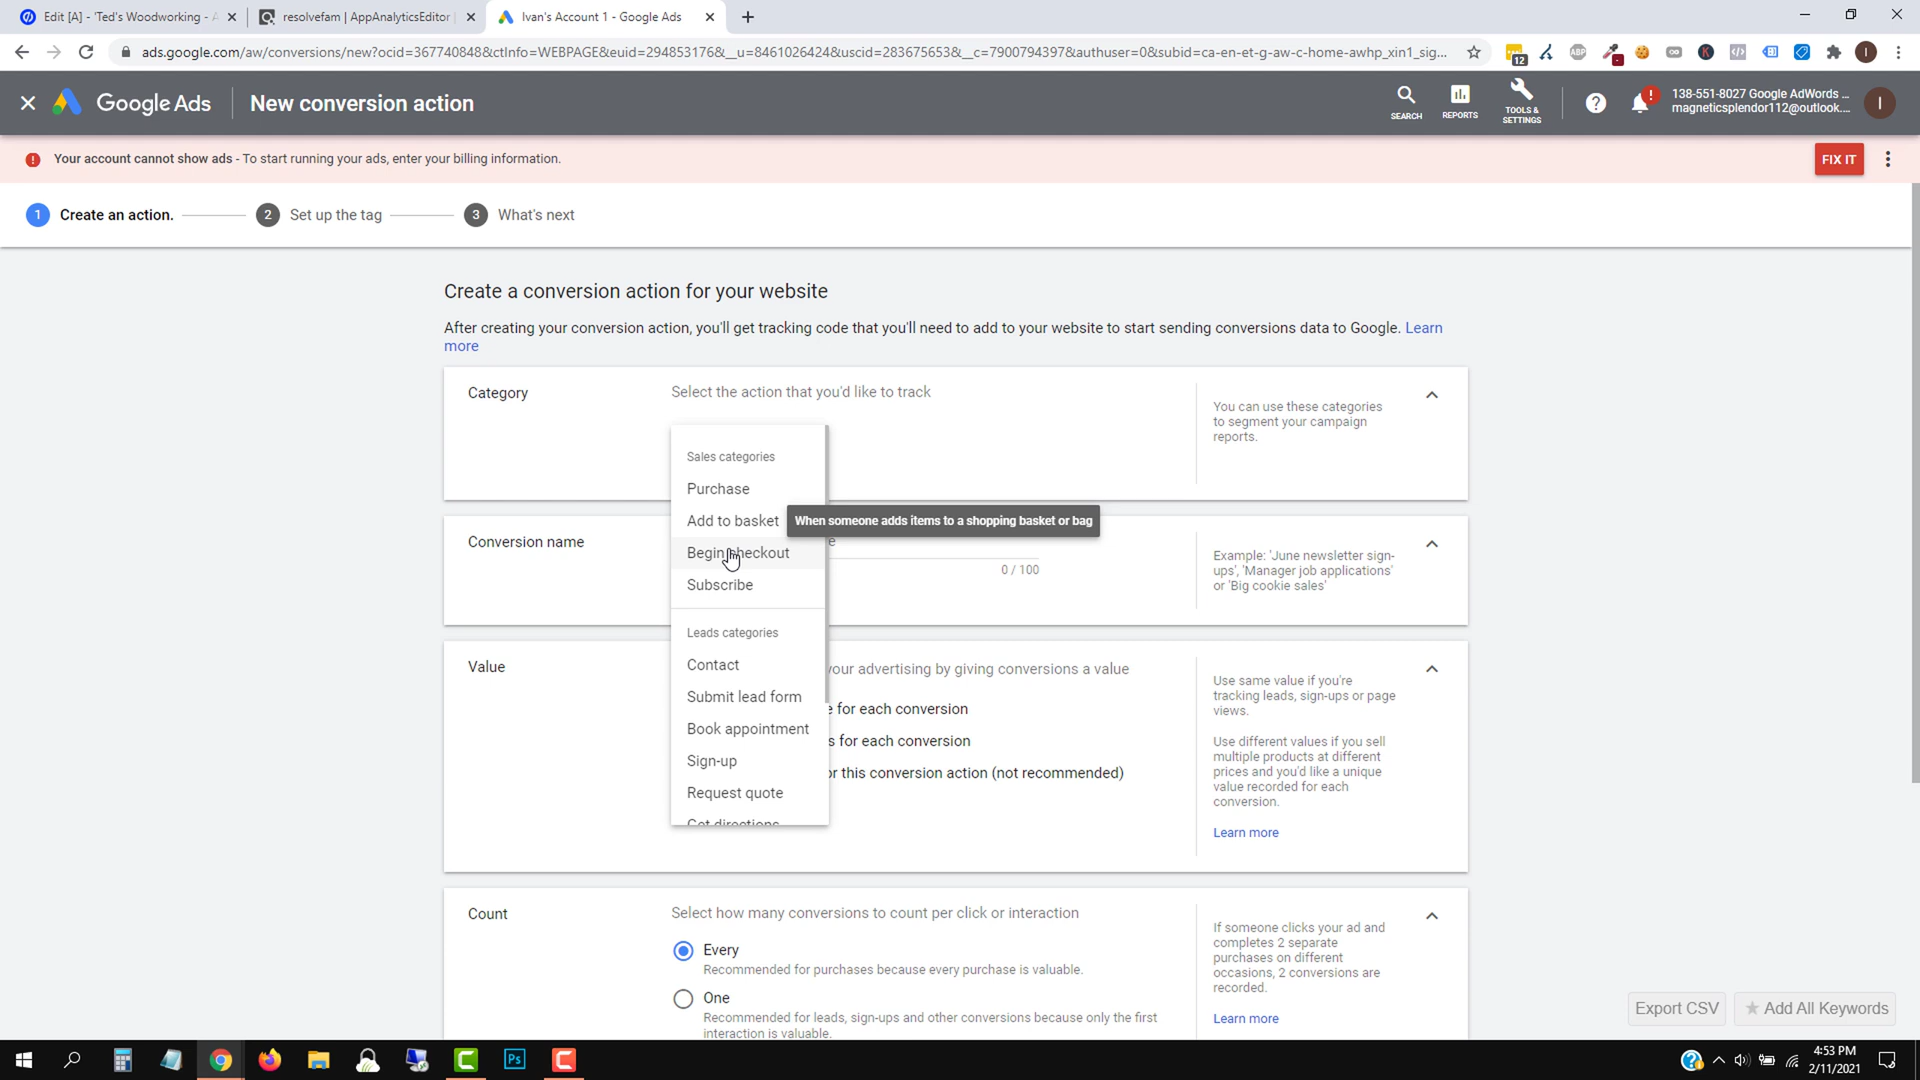 Edit [A] - 'Ted's Woodworking - A
resolvefam | AppAnalyticsEditor
Ivan's Account 1 - Google Ads
ads.google.com/aw/conversions/new?ocid=367740848&ctInfo=WEBPAGE&euid=294853176&__u=8461026424&uscid=283675653&__c=7900794397&authuser=0&subid=ca-en-et-g-aw-c-home-awhp_xin1_sig...
12
ABP
K
I
Google Ads
New conversion action
SEARCH
REPORTS
TOOLS &
SETTINGS
138-551-8027 Google AdWords ...
magneticsplendor112@outlook....
I
Your account cannot show ads - To start running your ads, enter your billing information.
FIX IT
1 Create an action.
2 Set up the tag
3 What's next
Create a conversion action for your website
After creating your conversion action, you'll get tracking code that you'll need to add to your website to start sending conversions data to Google. Learn
more
Category
Select the action that you'd like to track
You can use these categories
to segment your campaign
reports.
Sales categories
Purchase
Add to basket
When someone adds items to a shopping basket or bag
Begin checkout
Subscribe
Leads categories
Contact
Submit lead form
Book appointment
Sign-up
Request quote
Get directions
Conversion name
e
0 / 100
Example: 'June newsletter sign-
ups', 'Manager job applications'
or 'Big cookie sales'
Value
your advertising by giving conversions a value
e for each conversion
s for each conversion
or this conversion action (not recommended)
Use same value if you're
tracking leads, sign-ups or page
views.
Use different values if you sell
multiple products at different
prices and you'd like a unique
value recorded for each
conversion.
Learn more
Count
Select how many conversions to count per click or interaction
Every
Recommended for purchases because every purchase is valuable.
One
Recommended for leads, sign-ups and other conversions because only the first
interaction is valuable.
If someone clicks your ad and
completes 2 separate
purchases on different
occasions, 2 conversions are
recorded.
Learn more
Export CSV
Add All Keywords
Ps
4:53 PM
2/11/2021